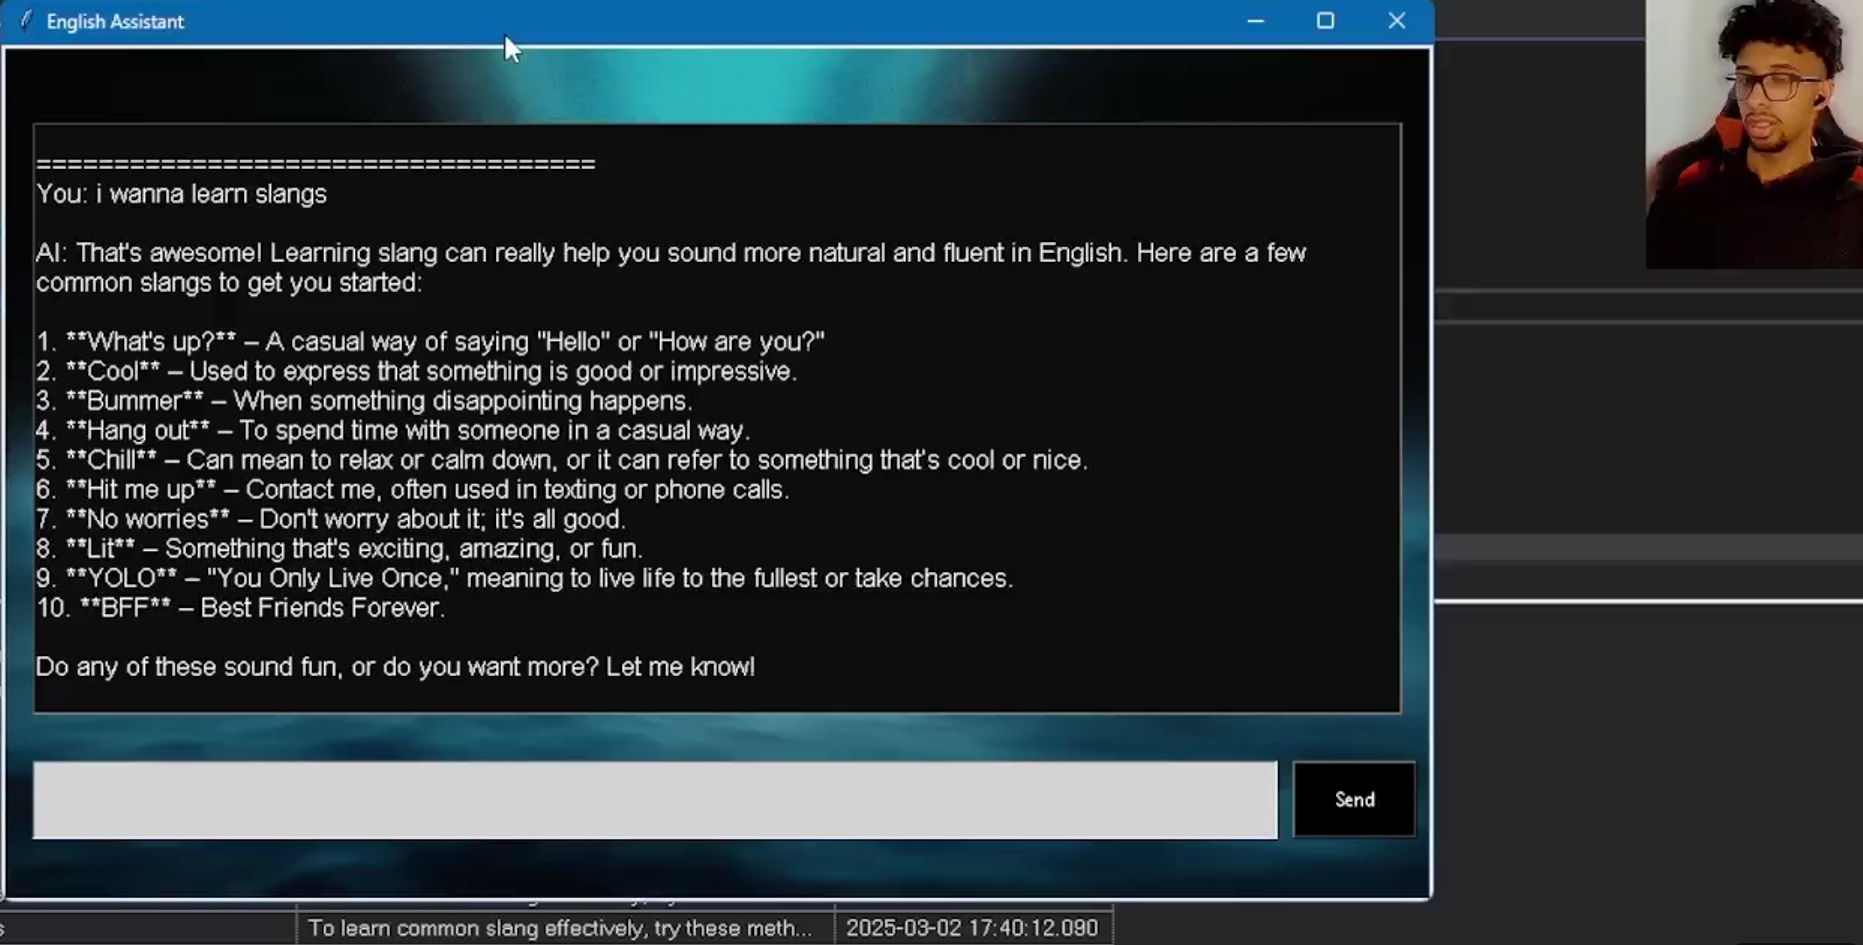 English Assistant
====================================
You: i wanna learn slangs
AI: That's awesome! Learning slang can really help you sound more natural and fluent in English. Here are a few
common slangs to get you started:
1. **What's up?** – A casual way of saying "Hello" or "How are you?"
2. **Cool** – Used to express that something is good or impressive.
3. **Bummer** – When something disappointing happens.
4. **Hang out** – To spend time with someone in a casual way.
5. **Chill** – Can mean to relax or calm down, or it can refer to something that's cool or nice.
6. **Hit me up** – Contact me, often used in texting or phone calls.
7. **No worries** – Don't worry about it; it's all good.
8. **Lit** – Something that's exciting, amazing, or fun.
9. **YOLO** – "You Only Live Once," meaning to live life to the fullest or take chances.
10. **BFF** – Best Friends Forever.
Do any of these sound fun, or do you want more? Let me know!
Send
To learn common slang effectively, try these meth... 2025-03-02 17:40:12.090